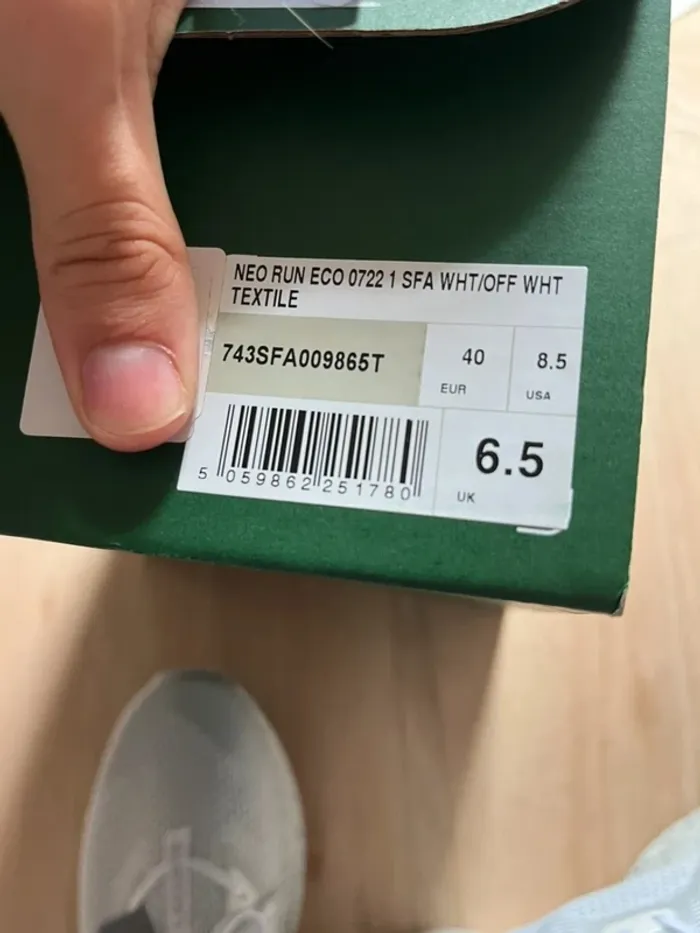 NEO RUN ECO 0722 1 SFA WHT/OFF WHT
TEXTILE
743SFA009865T
40
EUR
8.5
USA
5 059862 251780
6.5
UK